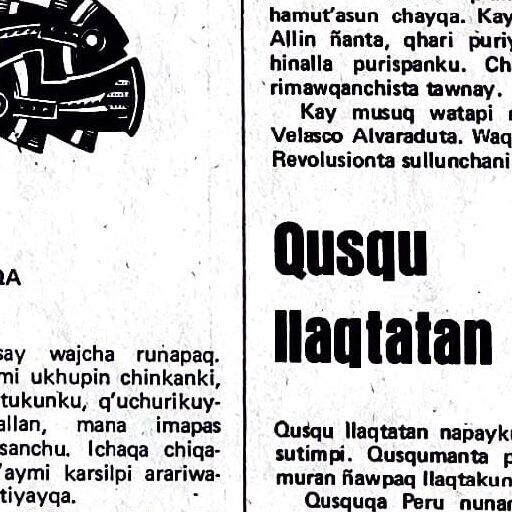 QA
say wajcha runapaq.
mi ukhupin chinkanki,
tukunku, q'uchurikuy-
allan, mana imapas
sanchu. Ichaqa chiqa-
'aymi karsilpi arariwa-
tiyayqa.
hamut'asun chayqa. Kay
Allin ñanta, qhari puriy
hinalla purispanku. Ch
rimawqanchista tawnay.
Kay musuq watapi
Velasco Alvaraduta. Waq
Revolusionta sullunchani
Qusqu
llaqtatan
Qusqu llaqtatan napayku
sutimpi. Qusqumanta p
muran ñawpaq llaqtakun
Qusquqa Peru nunan